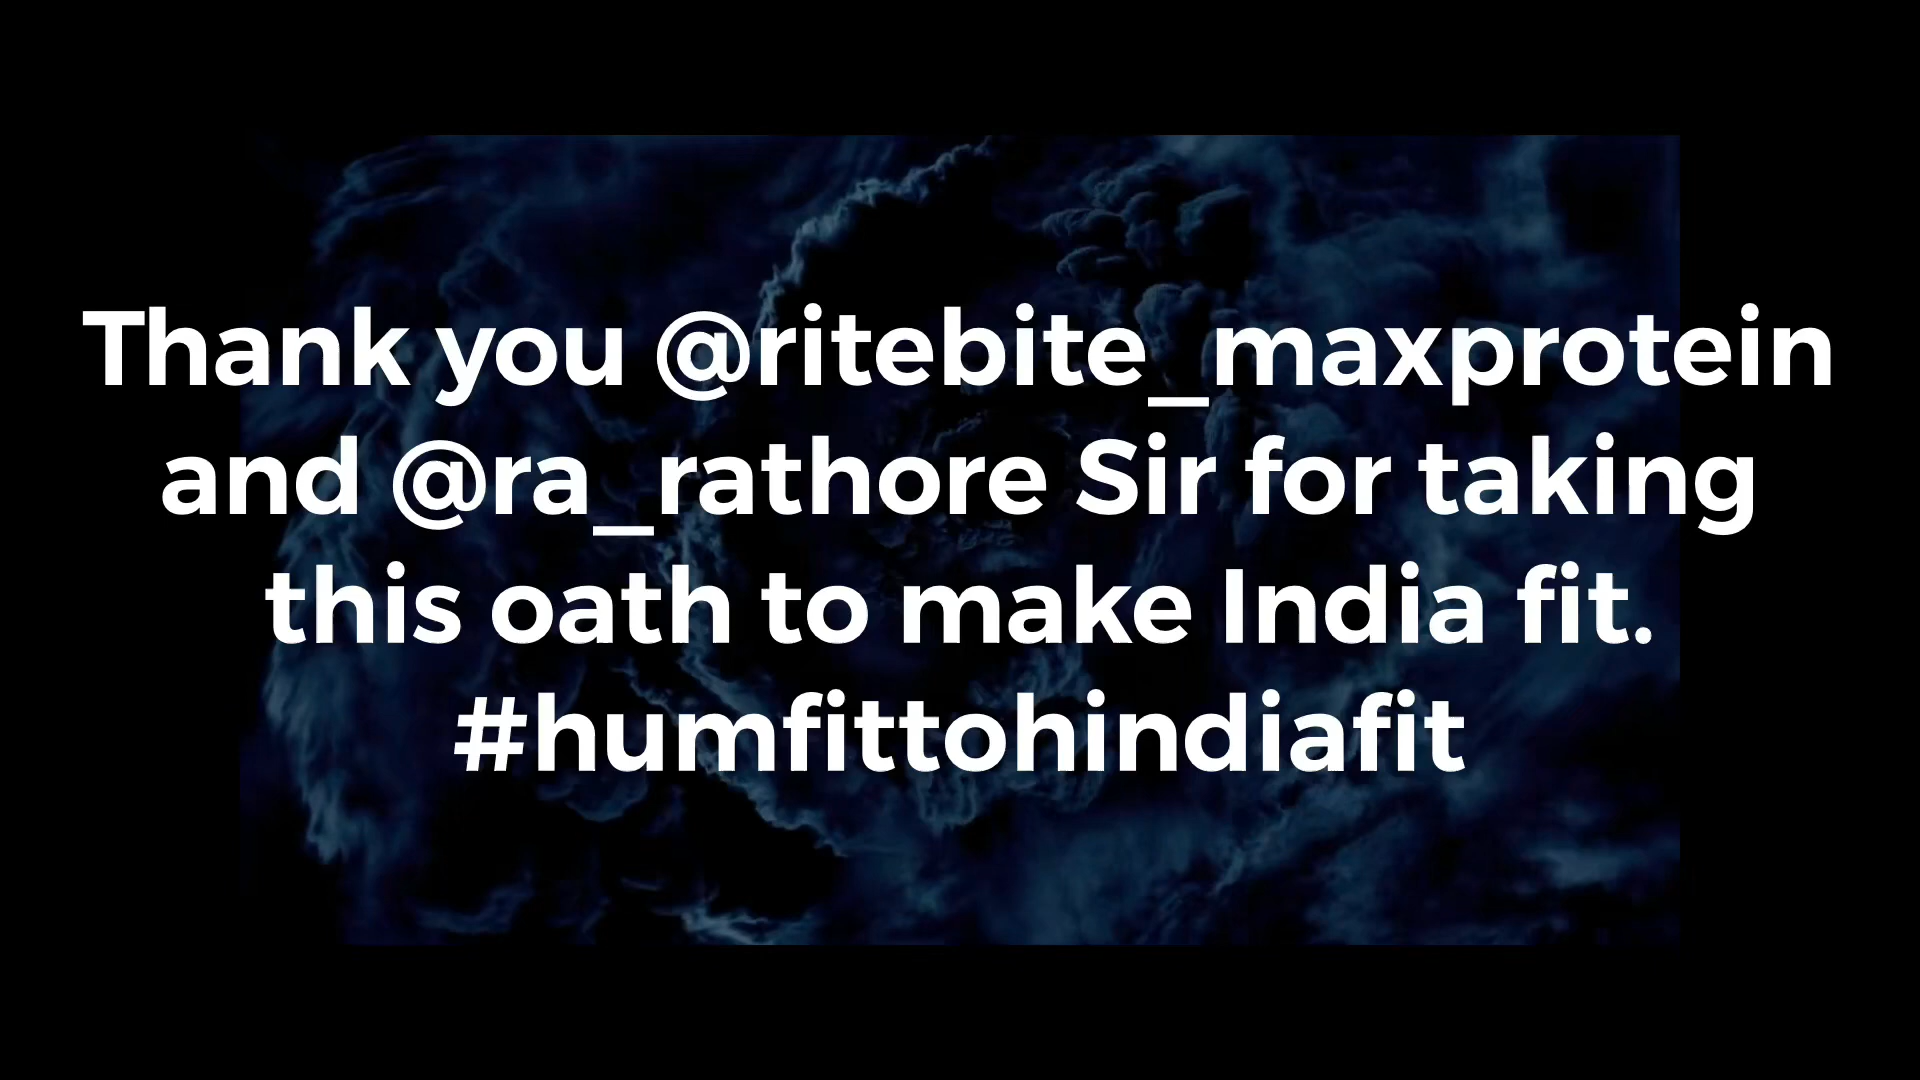 Thank you @ritebite_maxprotein
and @ra_rathore Sir for taking
this oath to make India fit.
#humfittohindiafit